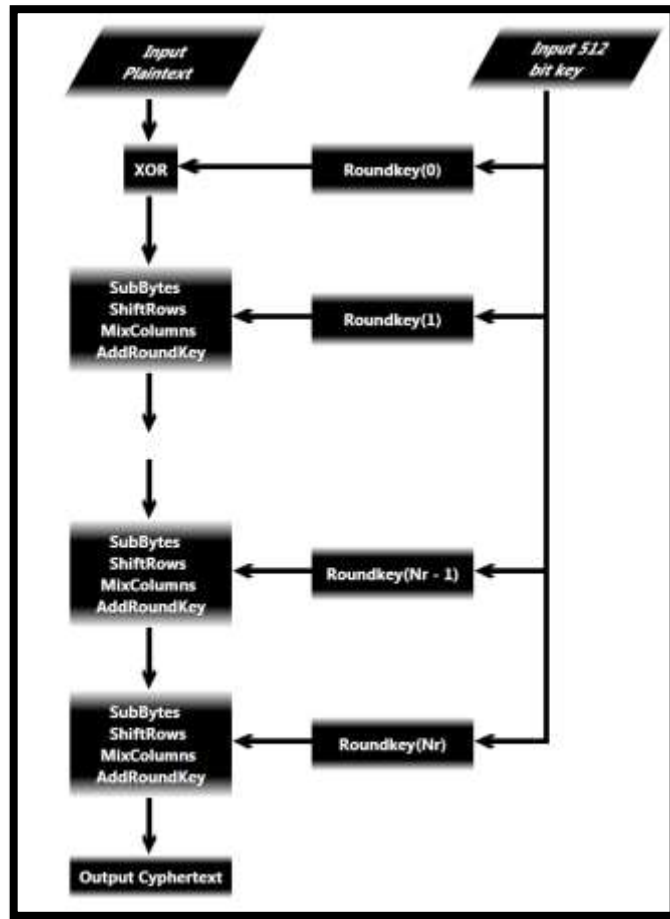 Input
Plaintext
Input 512
bit key
XOR
Roundkey(0)
SubBytes
ShiftRows
MixColumns
AddRoundKey
Roundkey(1)
SubBytes
ShiftRows
MixColumns
AddRoundKey
Roundkey(Nr - 1)
SubBytes
ShiftRows
MixColumns
AddRoundKey
Roundkey(Nr)
Output Cyphertext